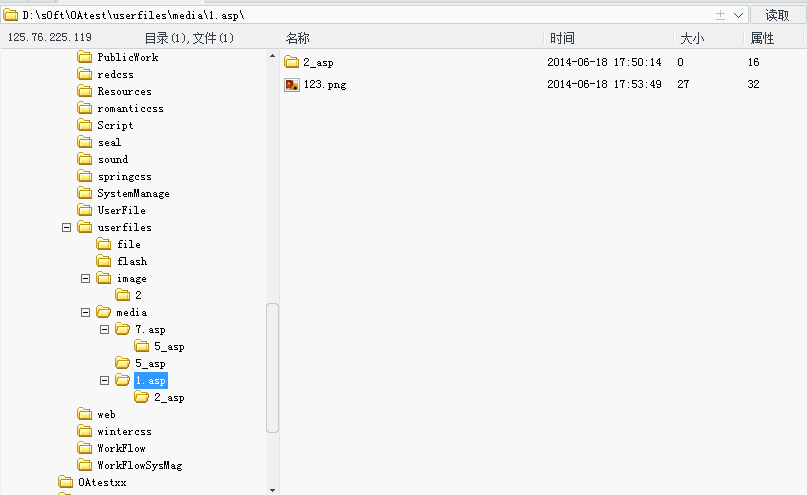 D:\sOft\OAtest\userfiles\media\1.asp\ 读取
125.76.225.119 目录(1),文件(1) 名称 时间 大小 属性
PublicWork
redcss
Resources
romanticcss
Script
seal
sound
springcss
SystemManage
UserFile
userfiles
file
flash
image
2
media
7.asp
5_asp
5_asp
1.asp
2_asp
web
wintercss
WorkFlow
WorkFlowSysMag
OAtestxx
2_asp 2014-06-18 17:50:14 0 16
123.png 2014-06-18 17:53:49 27 32